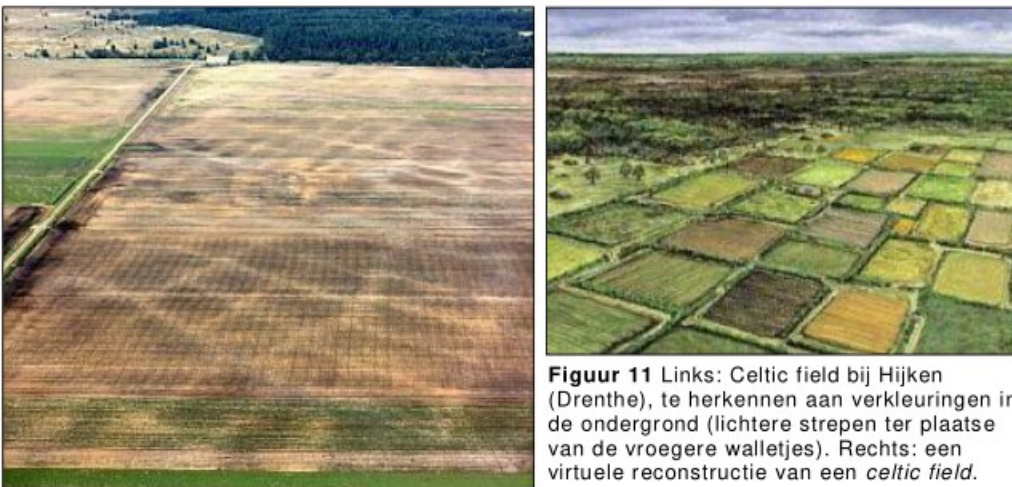 Figuur 11 Links: Celtic field bij Hijken
(Drenthe), te herkennen aan verkleuringen in
de ondergrond (lichtere strepen ter plaatse
van de vroegere walletjes). Rechts: een
virtuele reconstructie van een celtic field.